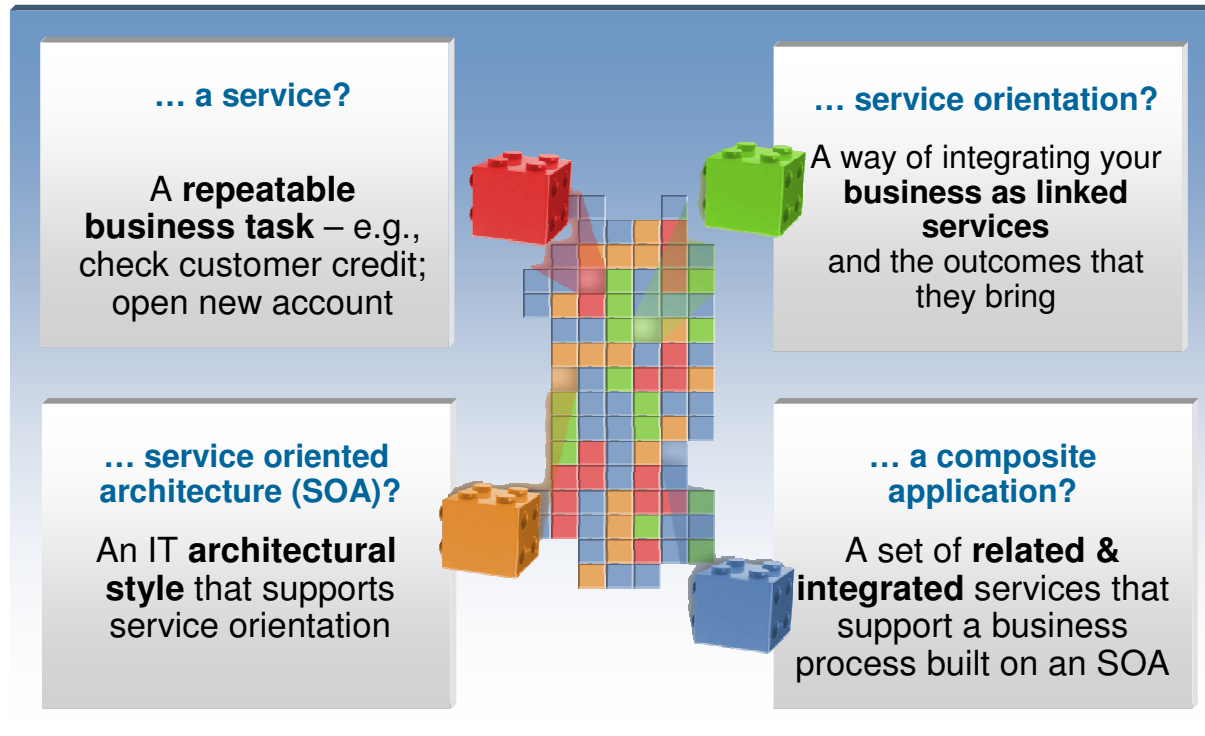 … a service?
A repeatable
business task – e.g.,
check customer credit;
open new account
… service orientation?
A way of integrating your
business as linked
services
and the outcomes that
they bring
… service oriented
architecture (SOA)?
An IT architectural
style that supports
service orientation
… a composite
application?
A set of related &
integrated services that
support a business
process built on an SOA